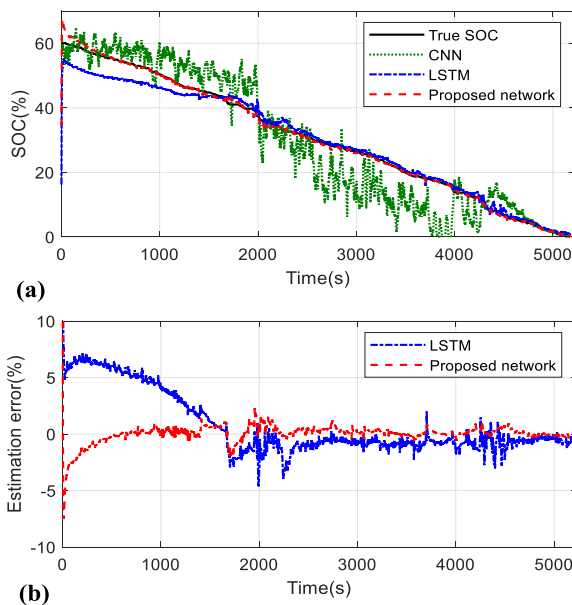 60
40
20
0
SOC(%)
True SOC
CNN
LSTM
Proposed network
0 1000 2000 3000 4000 5000
Time(s)
(a)
10
5
0
-5
-10
Estimation error(%)
LSTM
Proposed network
0 1000 2000 3000 4000 5000
Time(s)
(b)